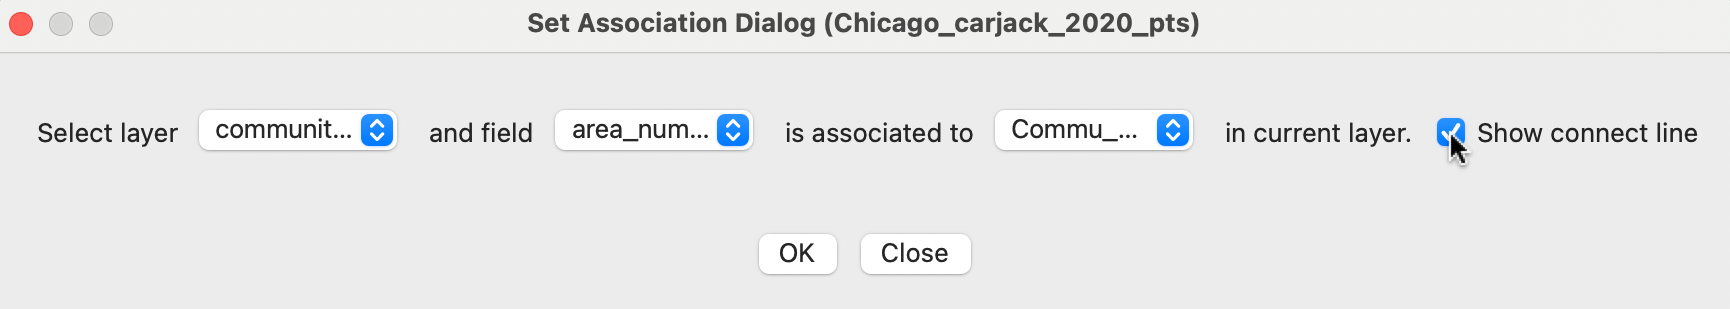 Set Association Dialog (Chicago_carjack_2020_pts)
Select layer communit... and field area_num... is associated to Commu_... in current layer. Show connect line
OK Close